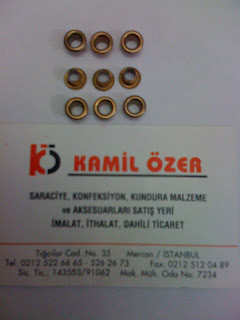 KÖ KAMİL ÖZER
SARACİYE, KONFEKSİYON, KUNDURA MALZEME
ve AKSESUARLARI SATIŞ YERİ
İMALAT, İTHALAT, DAHİLİ TİCARET
Tığcılar Cad. No. 35 Mercan / İSTANBUL
Tel: 0212 522 66 65 - 526 26 73 Fax: 0212 512 04 89
Sic. Tic.: 143553/91062 Mak. Müh. Oda No: 7234